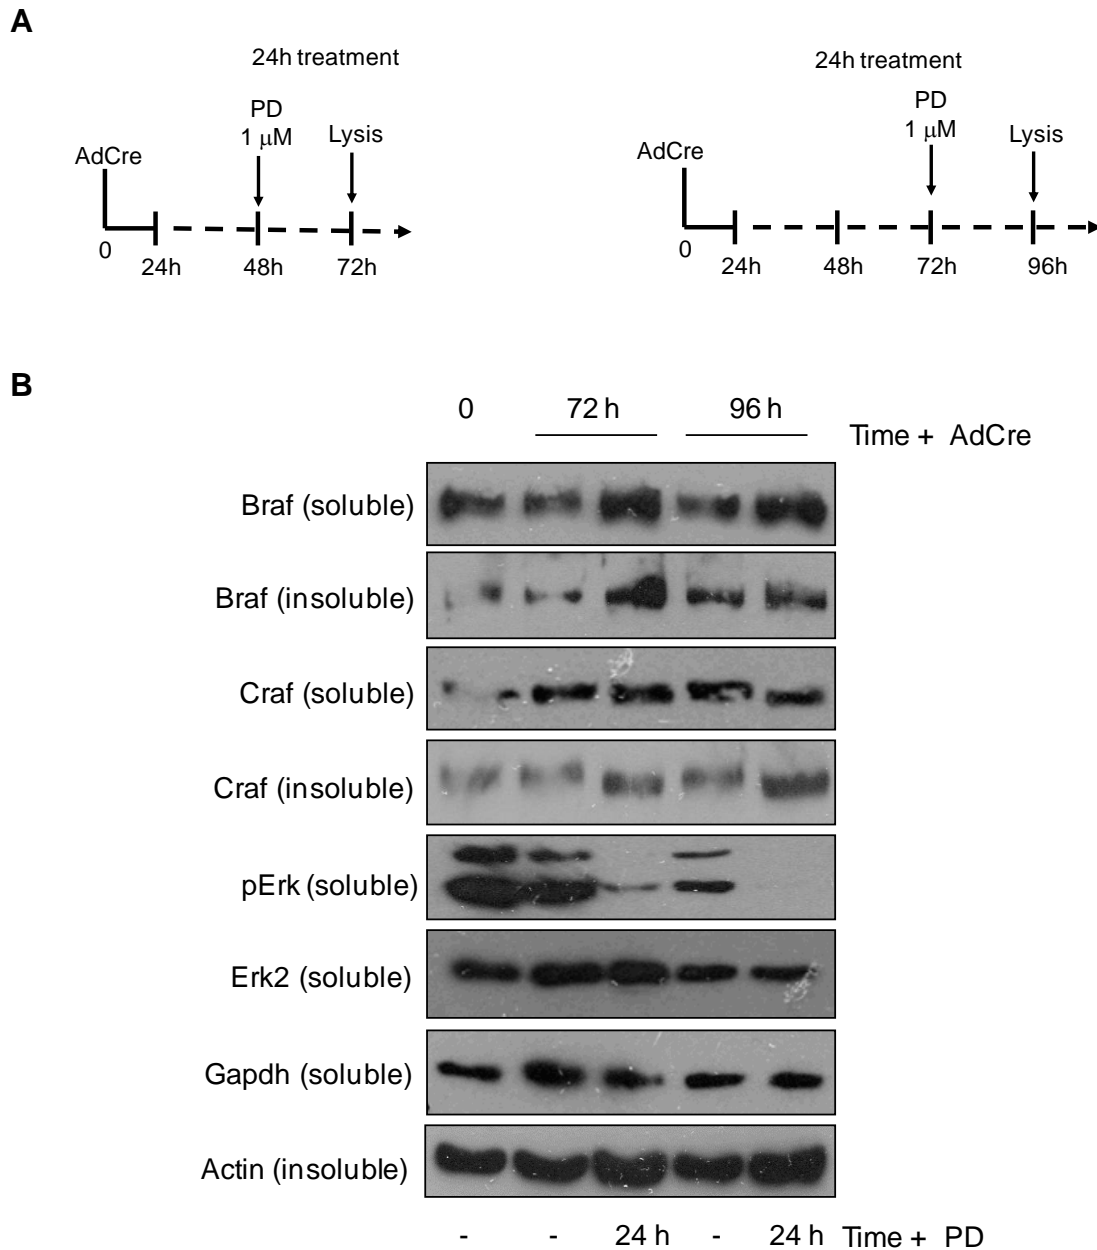 A
24h treatment
PD
1 μM
Lysis
AdCre
0
24h
48h
72h
24h treatment
PD
1 μM
Lysis
AdCre
0
24h
48h
72h
96h
B
0 72 h 96 h
Time + AdCre
Braf (soluble)
Braf (insoluble)
Craf (soluble)
Craf (insoluble)
pErk (soluble)
Erk2 (soluble)
Gapdh (soluble)
Actin (insoluble)
- - 24 h - 24 h Time + PD